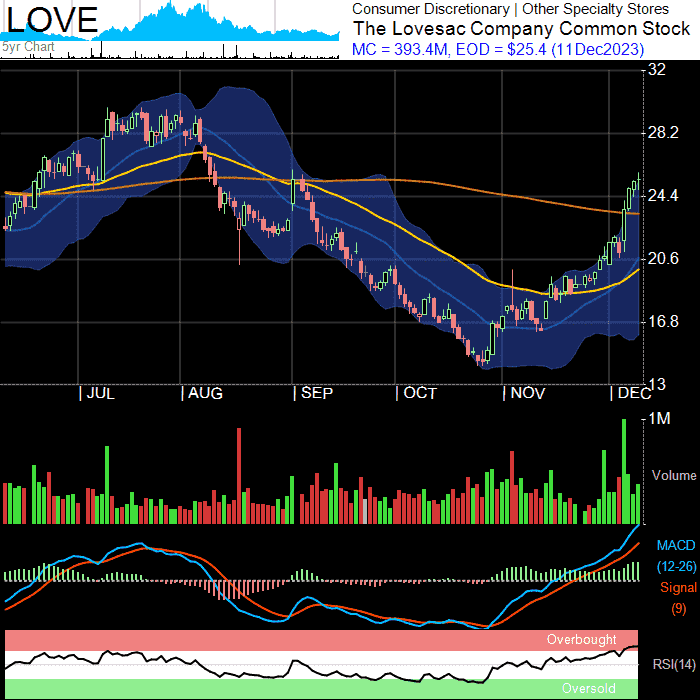 LOVE
5yr Chart
Consumer Discretionary | Other Specialty Stores
The Lovesac Company Common Stock
MC = 393.4M, EOD = $25.4 (11Dec2023)
32
28.2
24.4
20.6
16.8
13
| JUL | AUG | SEP | OCT | NOV | DEC
1M
Volume
MACD
(12-26)
Signal
(9)
Overbought
RSI(14)
Oversold